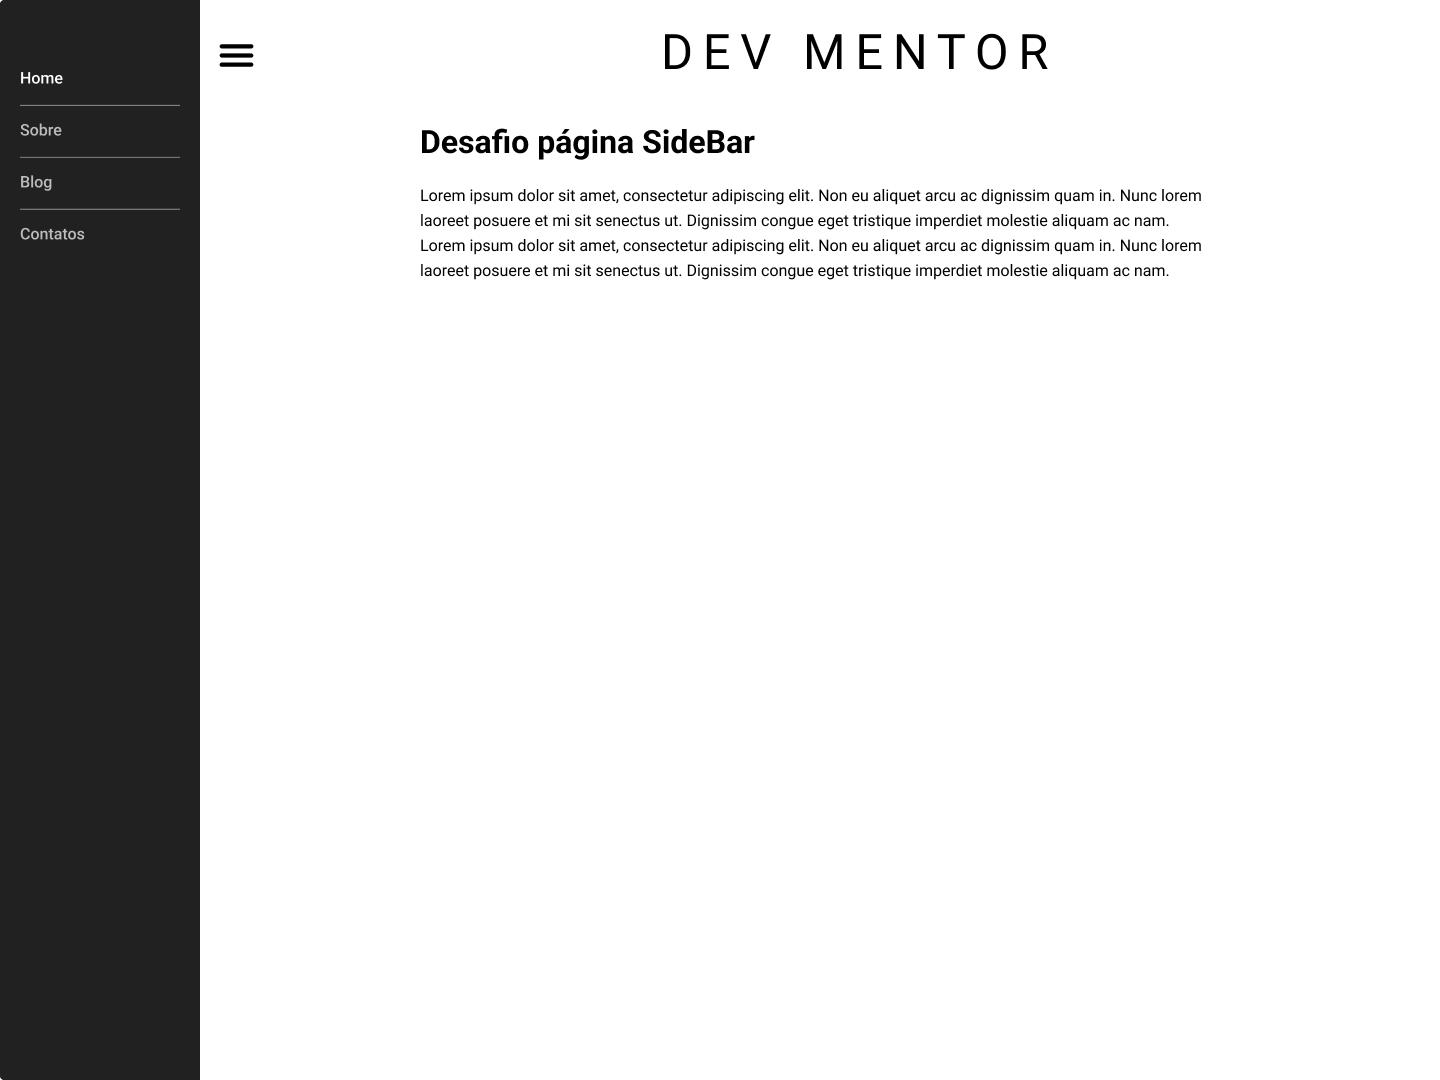 Home
Sobre
Blog
Contatos
DEV MENTOR
Desafio página SideBar
Lorem ipsum dolor sit amet, consectetur adipiscing elit. Non eu aliquet arcu ac dignissim quam in. Nunc lorem
laoreet posuere et mi sit senectus ut. Dignissim congue eget tristique imperdiet molestie aliquam ac nam.
Lorem ipsum dolor sit amet, consectetur adipiscing elit. Non eu aliquet arcu ac dignissim quam in. Nunc lorem
laoreet posuere et mi sit senectus ut. Dignissim congue eget tristique imperdiet molestie aliquam ac nam.